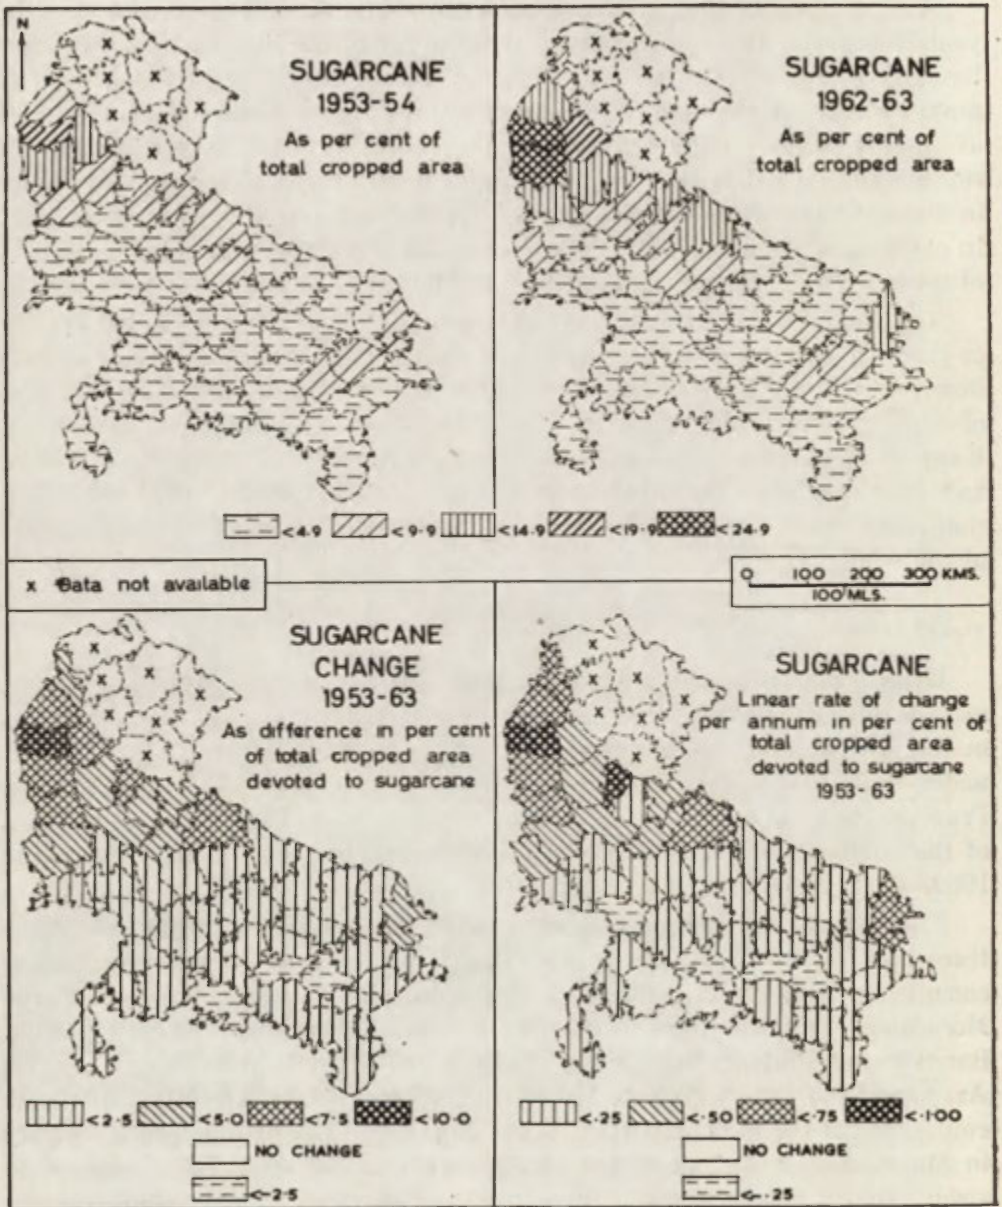 N
SUGARCANE
1953-54
As per cent of
total cropped area
x
x
x
x
x
x
x
x
SUGARCANE
1962-63
As per cent of
total cropped area
x
x
x
x
x
x
x
x
<4·9 <9·9 <14·9 <19·9 <24·9
x Data not available
0 100 200 300 KMS.
100 MLS.
SUGARCANE
CHANGE
1953-63
As difference in per cent
of total cropped area
devoted to sugarcane
x
x
x
x
x
x
x
x
SUGARCANE
Linear rate of change
per annum in per cent of
total cropped area
devoted to sugarcane
1953-63
x
x
x
x
x
x
x
x
<2·5 <5·0 <7·5 <10·0
NO CHANGE
<-2·5
<·25 <·50 <·75 <·1·00
NO CHANGE
<-·25